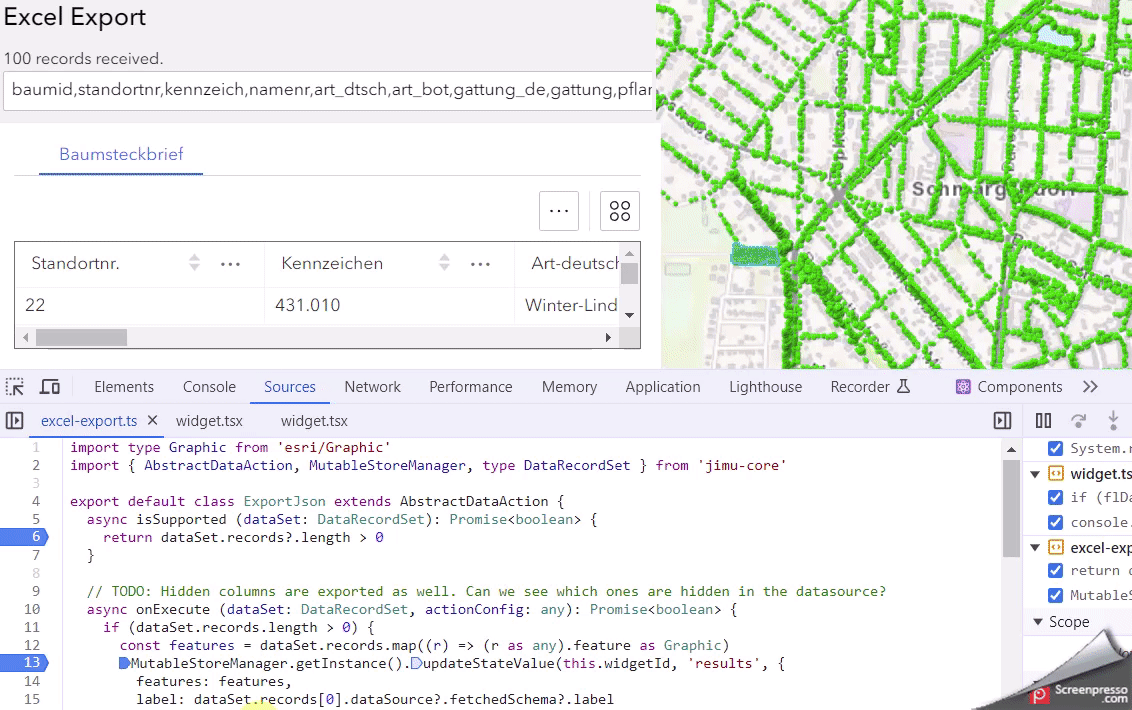 Excel Export
100 records received.
baumid,standortnr,kennzeich,namenr,art_dtsch,art_bot,gattung_de,gattung,pflan
Baumsteckbrief
Standortnr.
Kennzeichen
Art-deutsch
22
431.010
Winter-Lind
Elements
Console
Sources
Network
Performance
Memory
Application
Lighthouse
Recorder
Components
excel-export.ts
widget.tsx
widget.tsx
1 import type Graphic from 'esri/Graphic'
2 import { AbstractDataAction, MutableStoreManager, type DataRecordSet } from 'jimu-core'
3
4 export default class ExportJson extends AbstractDataAction {
5 async isSupported (dataSet: DataRecordSet): Promise<boolean> {
6 return dataSet.records?.length > 0
7 }
8
9 // TODO: Hidden columns are exported as well. Can we see which ones are hidden in the datasource?
10 async onExecute (dataSet: DataRecordSet, actionConfig: any): Promise<boolean> {
11 if (dataSet.records.length > 0) {
12 const features = dataSet.records.map((r) => (r as any).feature as Graphic)
13 MutableStoreManager.getInstance().updateStateValue(this.widgetId, 'results', {
14 features: features,
15 label: dataSet.records[0].dataSource?.fetchedSchema?.label
System.r
widget.ts
if (flDa
console.
excel-exp
return d
MutableS
Scope
Screenpresso
.com